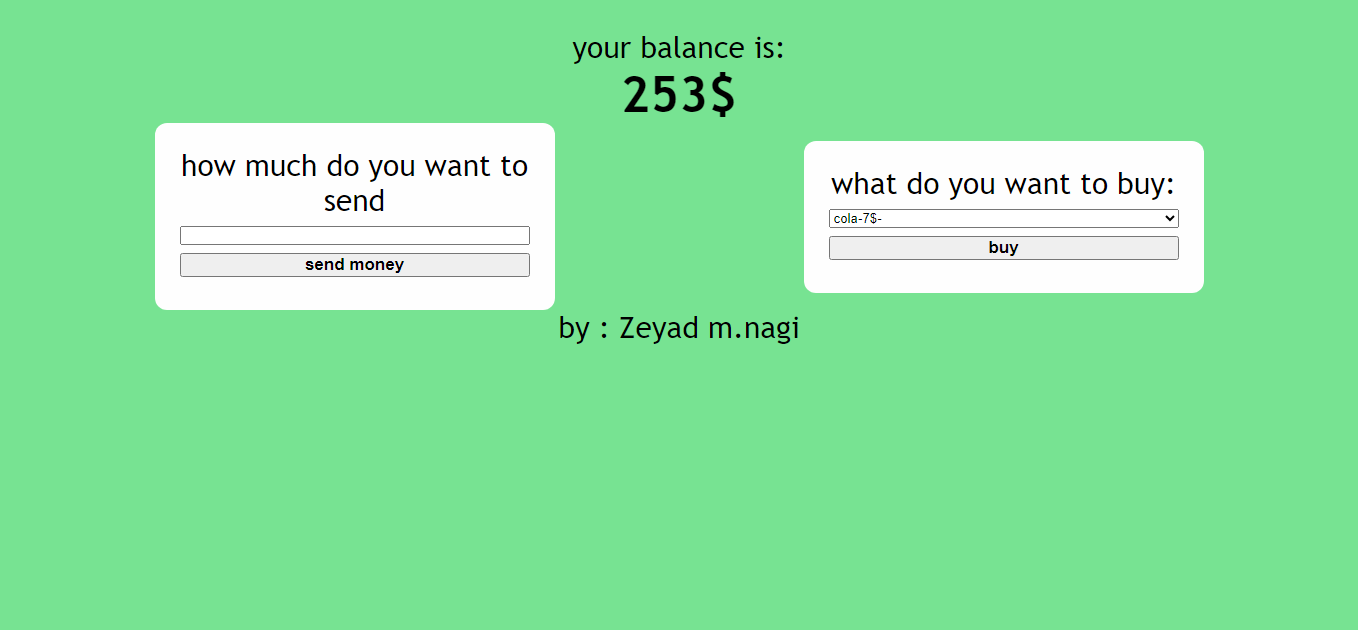 your balance is:
253$
how much do you want to
send
send money
what do you want to buy:
cola-7$-
buy
by : Zeyad m.nagi